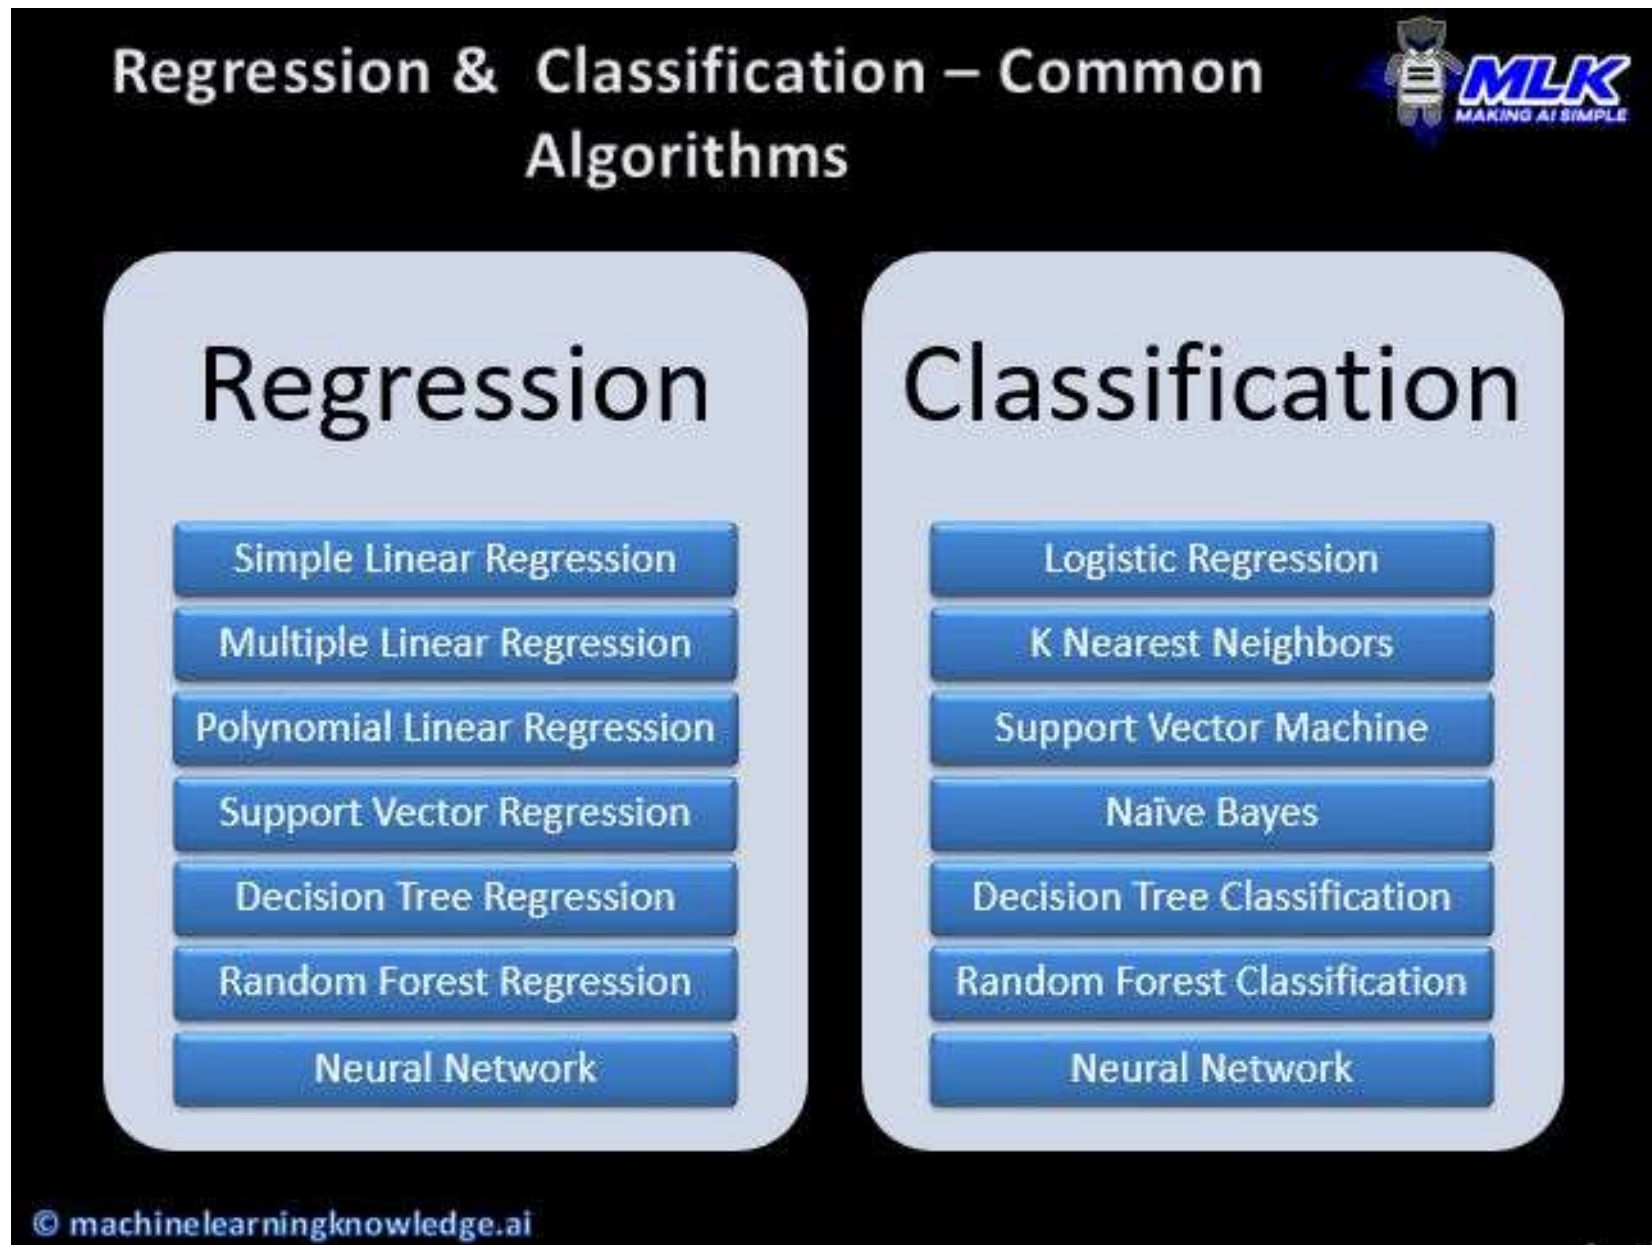 Regression & Classification – Common
Algorithms
MLK
MAKING AI SIMPLE
Regression
Simple Linear Regression
Multiple Linear Regression
Polynomial Linear Regression
Support Vector Regression
Decision Tree Regression
Random Forest Regression
Neural Network
Classification
Logistic Regression
K Nearest Neighbors
Support Vector Machine
Naïve Bayes
Decision Tree Classification
Random Forest Classification
Neural Network
© machinelearningknowledge.ai